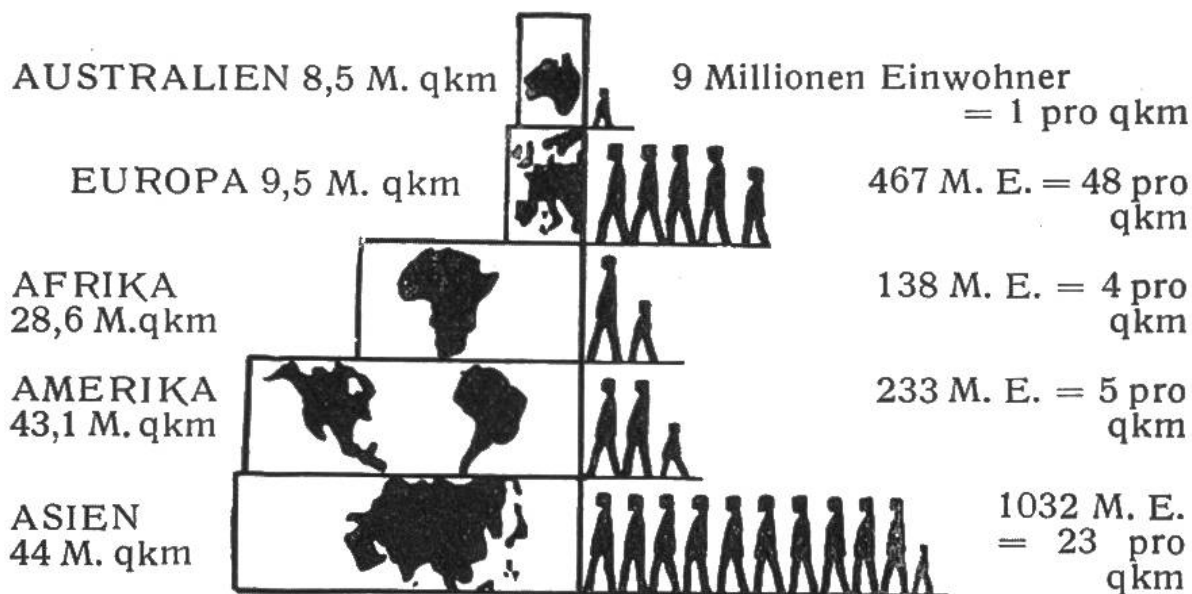 AUSTRALIEN 8,5 M. qkm
9 Millionen Einwohner
= 1 pro qkm
EUROPA 9,5 M. qkm
467 M. E. = 48 pro
qkm
AFRIKA
28,6 M.qkm
138 M. E. = 4 pro
qkm
AMERIKA
43,1 M. qkm
233 M. E. = 5 pro
qkm
ASIEN
44 M. qkm
1032 M. E.
= 23 pro
qkm